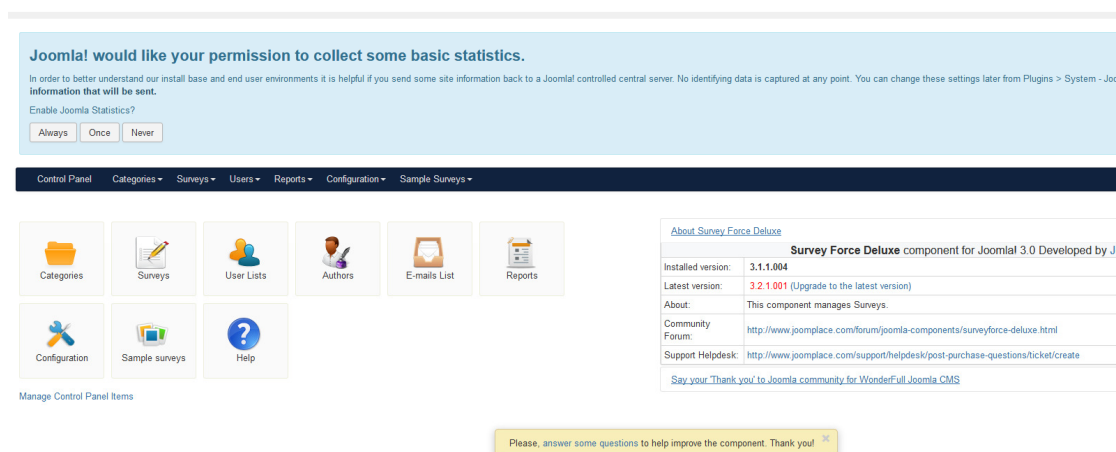 Joomla! would like your permission to collect some basic statistics.
In order to better understand our install base and end user environments it is helpful if you send some site information back to a Joomla! controlled central server. No identifying data is captured at any point. You can change these settings later from Plugins > System - Joo
information that will be sent.
Enable Joomla Statistics?
Always Once Never
Control Panel Categories Surveys Users Reports Configuration Sample Surveys
Categories Surveys User Lists Authors E-mails List Reports
Configuration Sample surveys Help
Manage Control Panel Items
About Survey Force Deluxe
Survey Force Deluxe component for Joomla! 3.0 Developed by J
Installed version: 3.1.1.004
Latest version: 3.2.1.001 (Upgrade to the latest version)
About: This component manages Surveys.
Community
Forum: http://www.joomplace.com/forum/joomla-components/surveyforce-deluxe.html
Support Helpdesk: http://www.joomplace.com/support/helpdesk/post-purchase-questions/ticket/create
Say your 'Thank you' to Joomla community for WonderFull Joomla CMS
Please, answer some questions to help improve the component. Thank you! ×